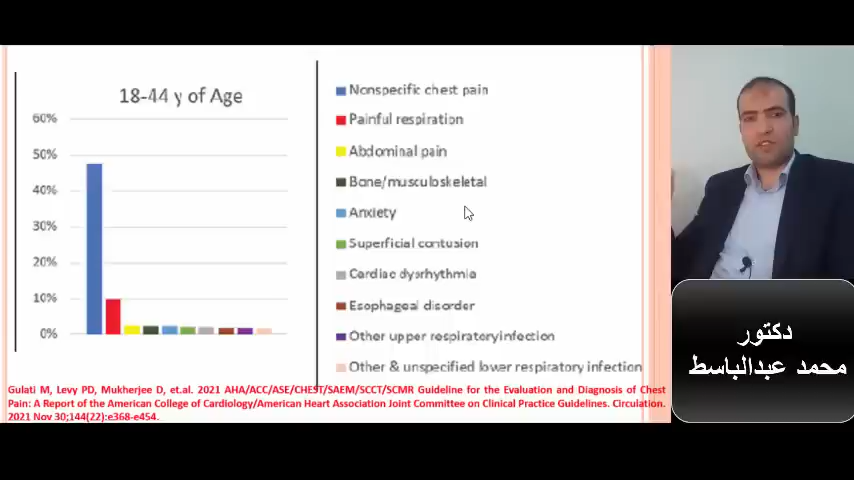 18-44 y of Age
60%
50%
40%
30%
20%
10%
0%
Nonspecific chest pain
Painful respiration
Abdominal pain
Bone/musculoskeletal
Anxiety
Superficial contusion
Cardiac dysrhythmia
Esophageal disorder
Other upper respiratory infection
Other & unspecified lower respiratory infection
Gulati M, Levy PD, Mukherjee D, et.al. 2021 AHA/ACC/ASE/CHEST/SAEM/SCCT/SCMR Guideline for the Evaluation and Diagnosis of Chest
Pain: A Report of the American College of Cardiology/American Heart Association Joint Committee on Clinical Practice Guidelines. Circulation.
2021 Nov 30;144(22):e368-e454.
دكتور
محمد عبدالباسط